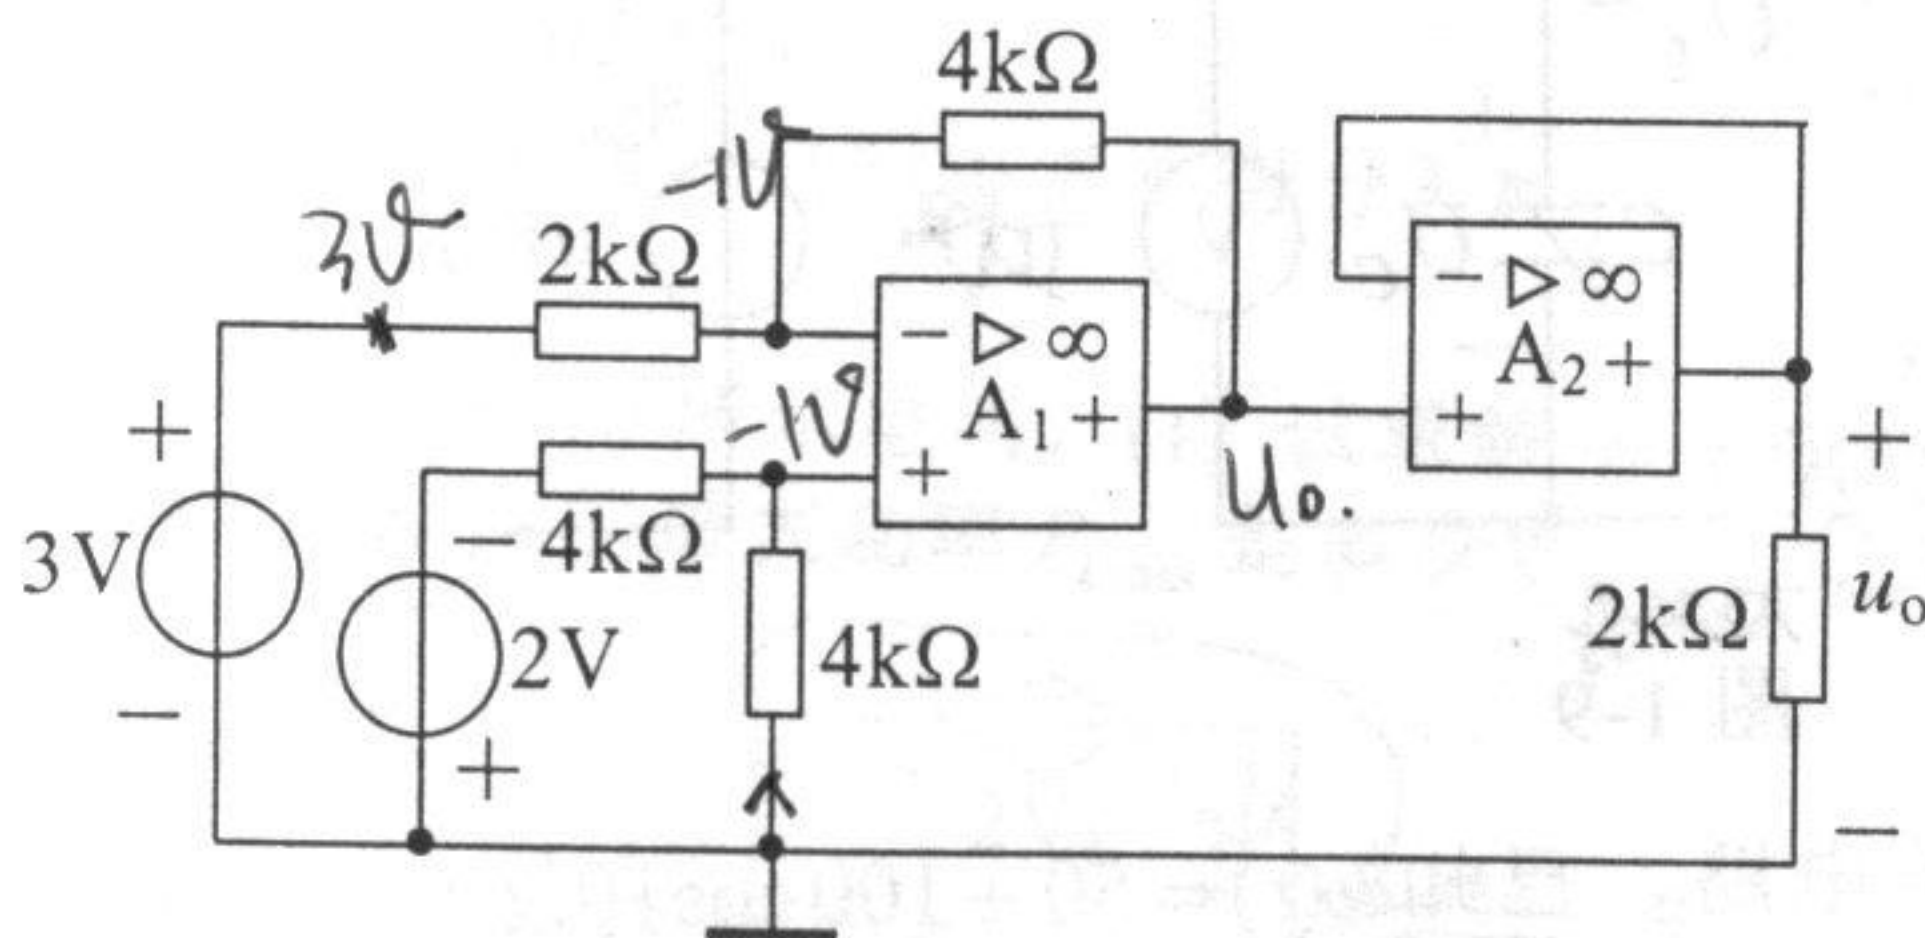 4kΩ
-1V
3V
2kΩ
- ▷ ∞
A₂ +
+
- ▷ ∞
A₁ +
+
-1V
+
3V
-
- 4kΩ
2V
+
4kΩ
U₀.
+
2kΩ
u₀
-